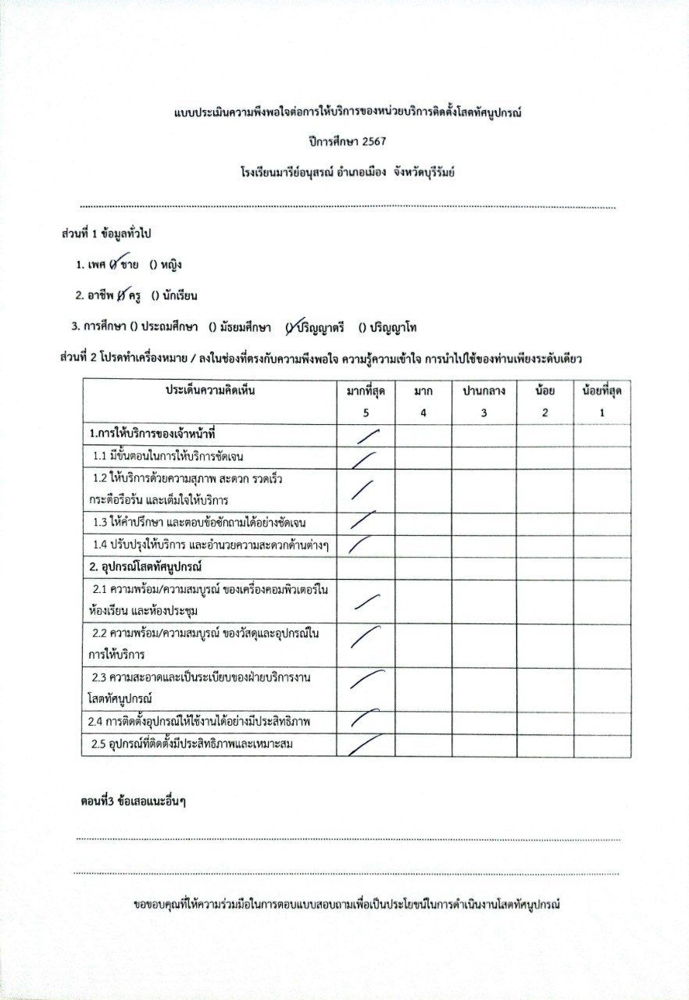 แบบประเมินความพึงพอใจต่อการให้บริการของหน่วยบริการติดตั้งโสตทัศนูปกรณ์
ปีการศึกษา 2567
โรงเรียนมารีย์อนุสรณ์ อำเภอเมือง จังหวัดบุรีรัมย์
ส่วนที่ 1 ข้อมูลทั่วไป
1. เพศ (/) ชาย () หญิง
2. อาชีพ (/) ครู () นักเรียน
3. การศึกษา () ประถมศึกษา () มัธยมศึกษา (/) ปริญญาตรี () ปริญญาโท
ส่วนที่ 2 โปรดทำเครื่องหมาย / ลงในช่องที่ตรงกับความพึงพอใจ ความรู้ความเข้าใจ การนำไปใช้ของท่านเพียงระดับเดียว
ประเด็นความคิดเห็น มากที่สุด มาก ปานกลาง น้อย น้อยที่สุด
5 4 3 2 1
1.การให้บริการของเจ้าหน้าที่ /
1.1 มีขั้นตอนในการให้บริการชัดเจน /
1.2 ให้บริการด้วยความสุภาพ สะดวก รวดเร็ว
กระตือรือร้น และเต็มใจให้บริการ /
1.3 ให้คำปรึกษา และตอบข้อซักถามได้อย่างชัดเจน /
1.4 ปรับปรุงให้บริการ และอำนวยความสะดวกด้านต่างๆ /
2. อุปกรณ์โสตทัศนูปกรณ์
2.1 ความพร้อม/ความสมบูรณ์ ของเครื่องคอมพิวเตอร์ใน
ห้องเรียน และห้องประชุม /
2.2 ความพร้อม/ความสมบูรณ์ ของวัสดุและอุปกรณ์ใน
การให้บริการ /
2.3 ความสะอาดและเป็นระเบียบของฝ่ายบริการงาน
โสตทัศนูปกรณ์ /
2.4 การติดตั้งอุปกรณ์ให้ใช้งานได้อย่างมีประสิทธิภาพ /
2.5 อุปกรณ์ที่ติดตั้งมีประสิทธิภาพและเหมาะสม /
ตอนที่3 ข้อเสอแนะอื่นๆ
ขอขอบคุณที่ให้ความร่วมมือในการตอบแบบสอบถามเพื่อเป็นประโยขน์ในการดำเนินงานโสตทัศนูปกรณ์